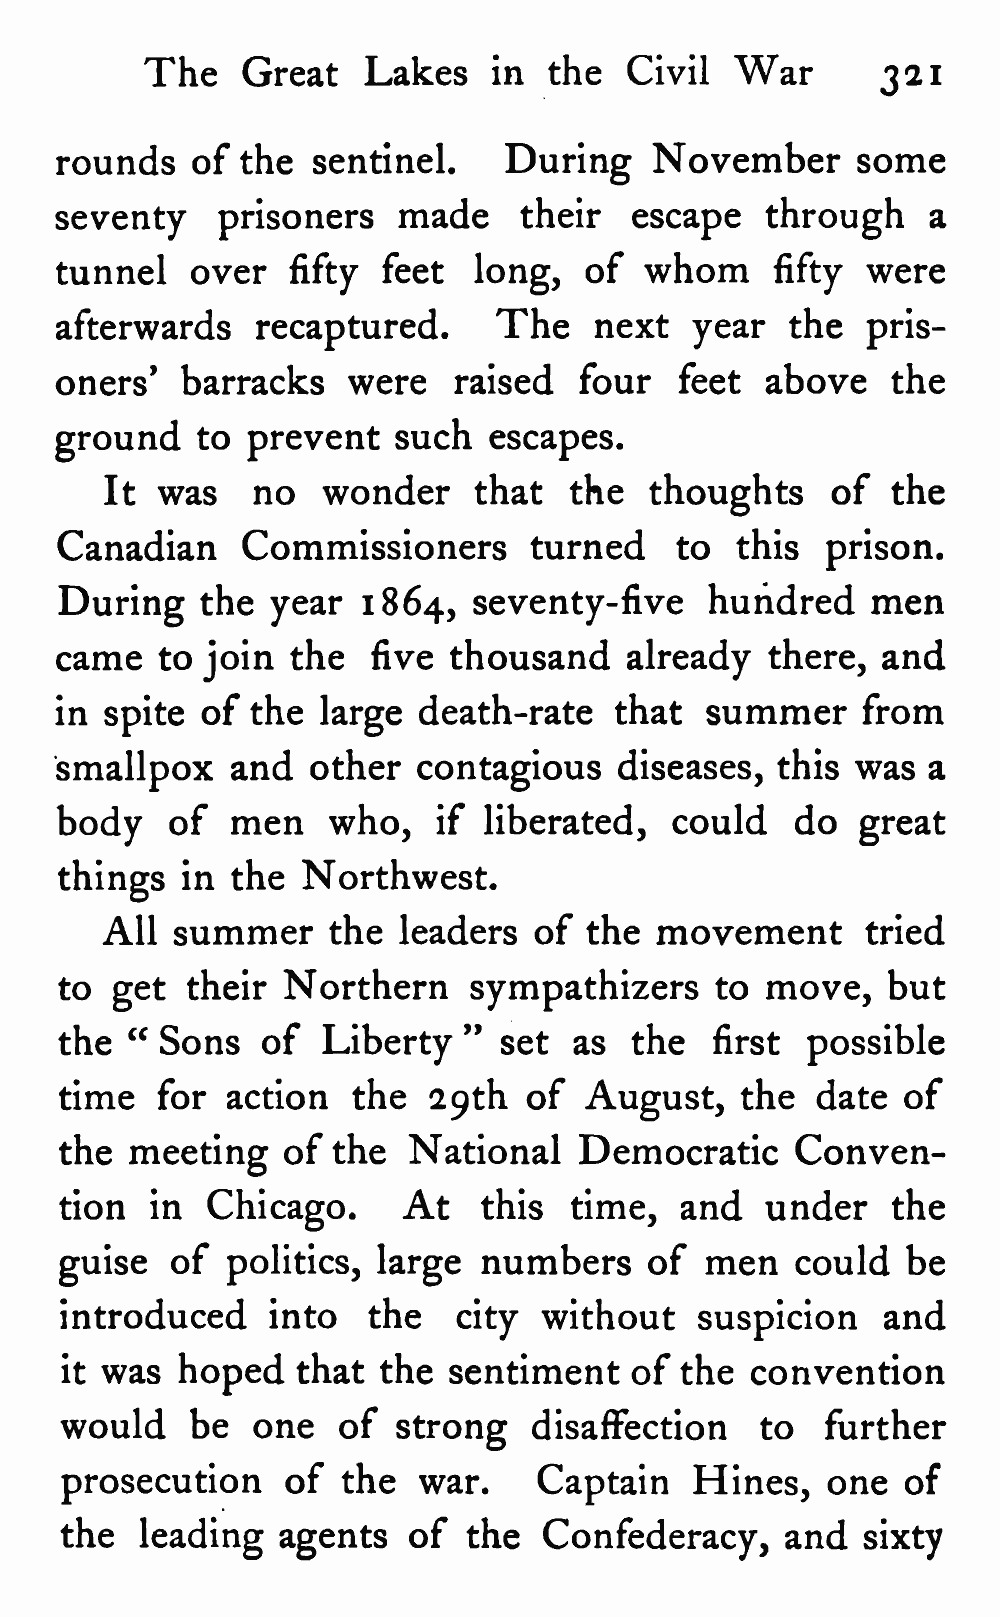 The Great Lakes in the Civil War 321
rounds of the sentinel. During November some
seventy prisoners made their escape through a
tunnel over fifty feet long, of whom fifty were
afterwards recaptured. The next year the pris-
oners' barracks were raised four feet above the
ground to prevent such escapes.
It was no wonder that the thoughts of the
Canadian Commissioners turned to this prison.
During the year 1864, seventy-five hundred men
came to join the five thousand already there, and
in spite of the large death-rate that summer from
smallpox and other contagious diseases, this was a
body of men who, if liberated, could do great
things in the Northwest.
All summer the leaders of the movement tried
to get their Northern sympathizers to move, but
the “ Sons of Liberty ” set as the first possible
time for action the 29th of August, the date of
the meeting of the National Democratic Conven-
tion in Chicago. At this time, and under the
guise of politics, large numbers of men could be
introduced into the city without suspicion and
it was hoped that the sentiment of the convention
would be one of strong disaffection to further
prosecution of the war. Captain Hines, one of
the leading agents of the Confederacy, and sixty